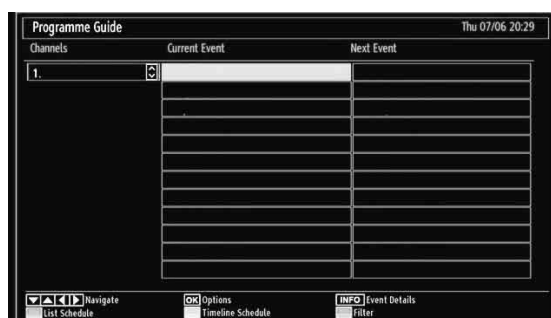 Programme Guide Thu 07/06 20:29
Channels Current Event Next Event
1.
Navigate OK Options INFO Event Details
List Schedule Timeline Schedule Filter